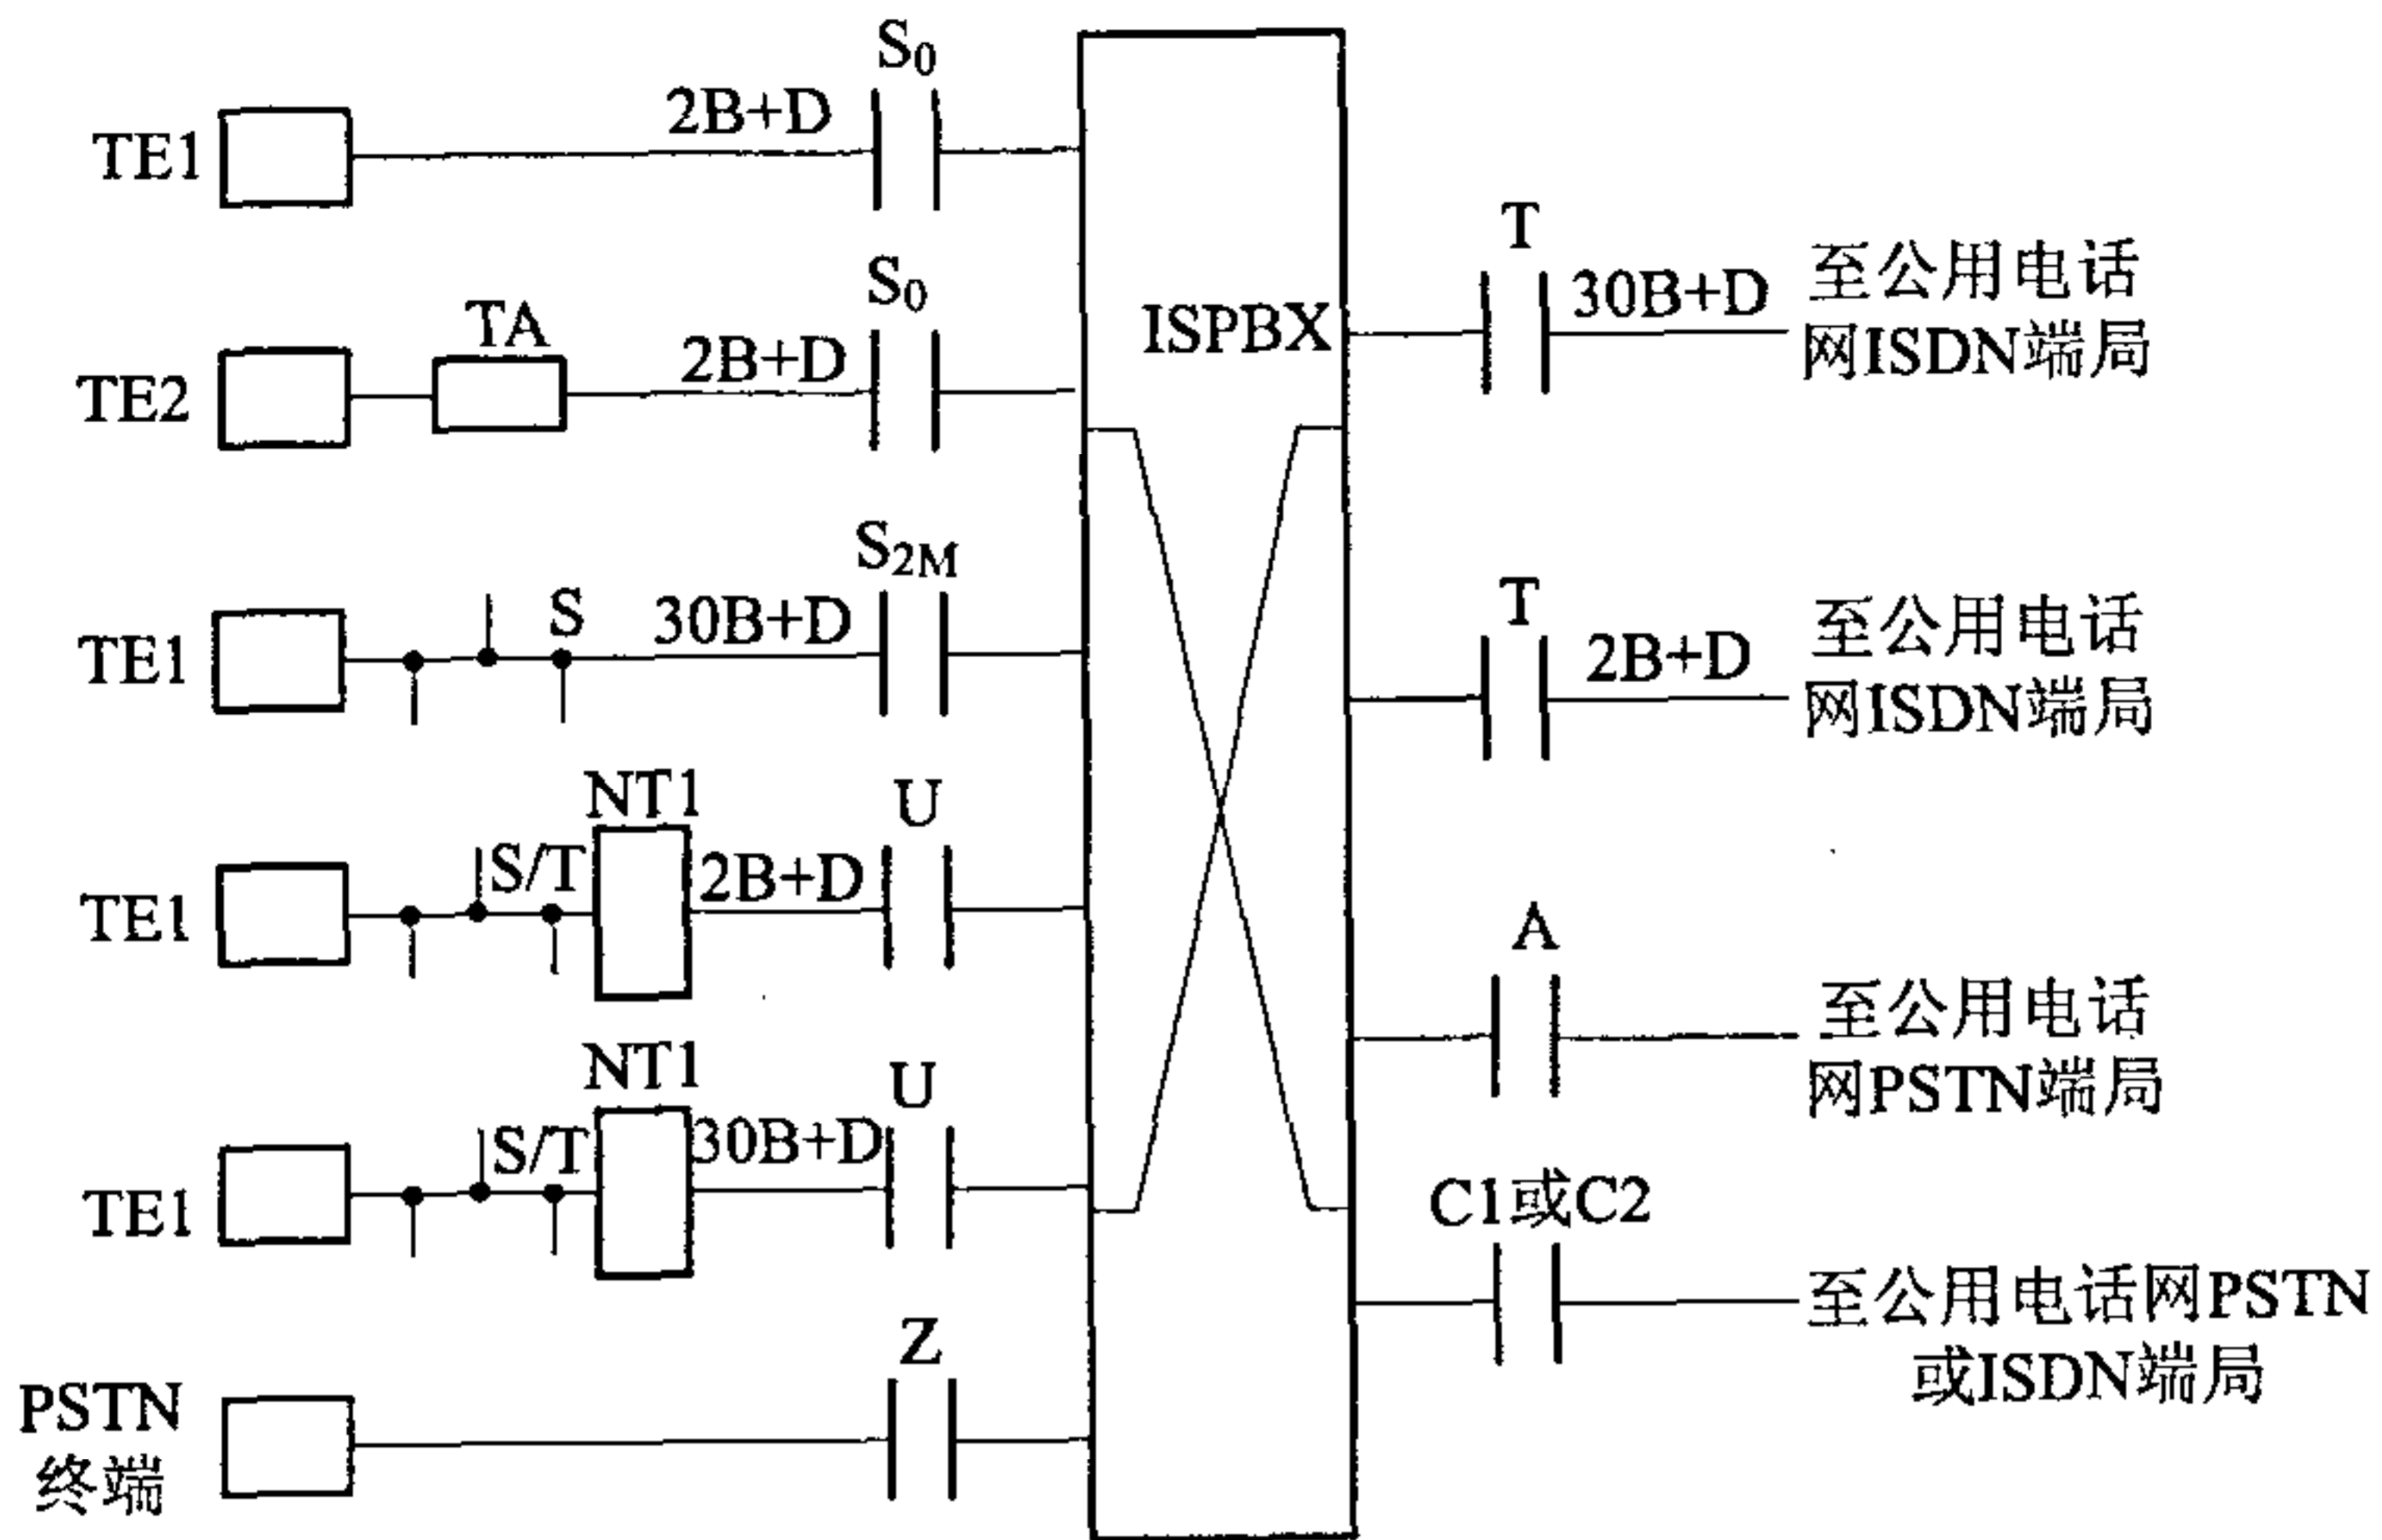 S₀
TE1
2B+D
S₀
TE2
TA
2B+D
S₂M
TE1
S
30B+D
NT1
U
TE1
S/T
2B+D
NT1
U
TE1
S/T
30B+D
Z
PSTN
终端
ISPBX
T
30B+D
至公用电话
网ISDN端局
T
2B+D
至公用电话
网ISDN端局
A
至公用电话
网PSTN端局
C1或C2
至公用电话网PSTN
或ISDN端局